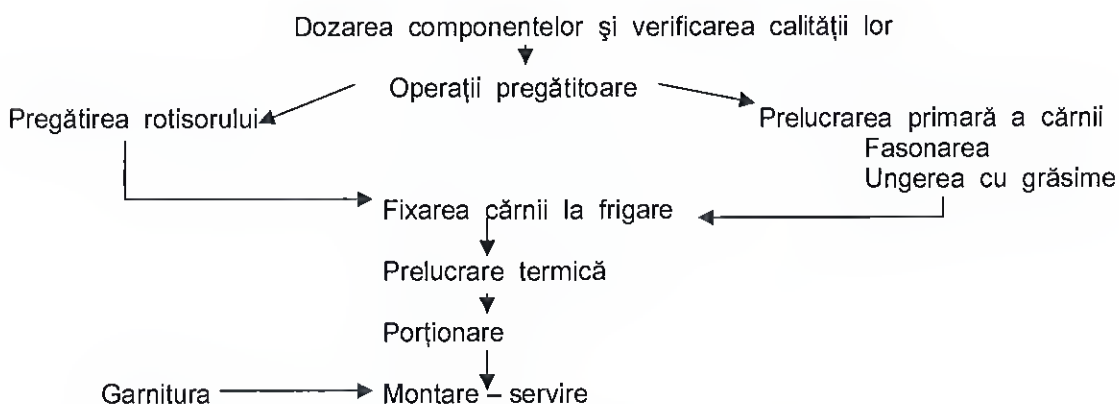 Dozarea componentelor şi verificarea calităţii lor
Operaţii pregătitoare
Pregătirea rotisorului
Prelucrarea primară a cărnii
Fasonarea
Ungerea cu grăsime
Fixarea cărnii la frigare
Prelucrare termică
Porţionare
Garnitura
Montare – servire